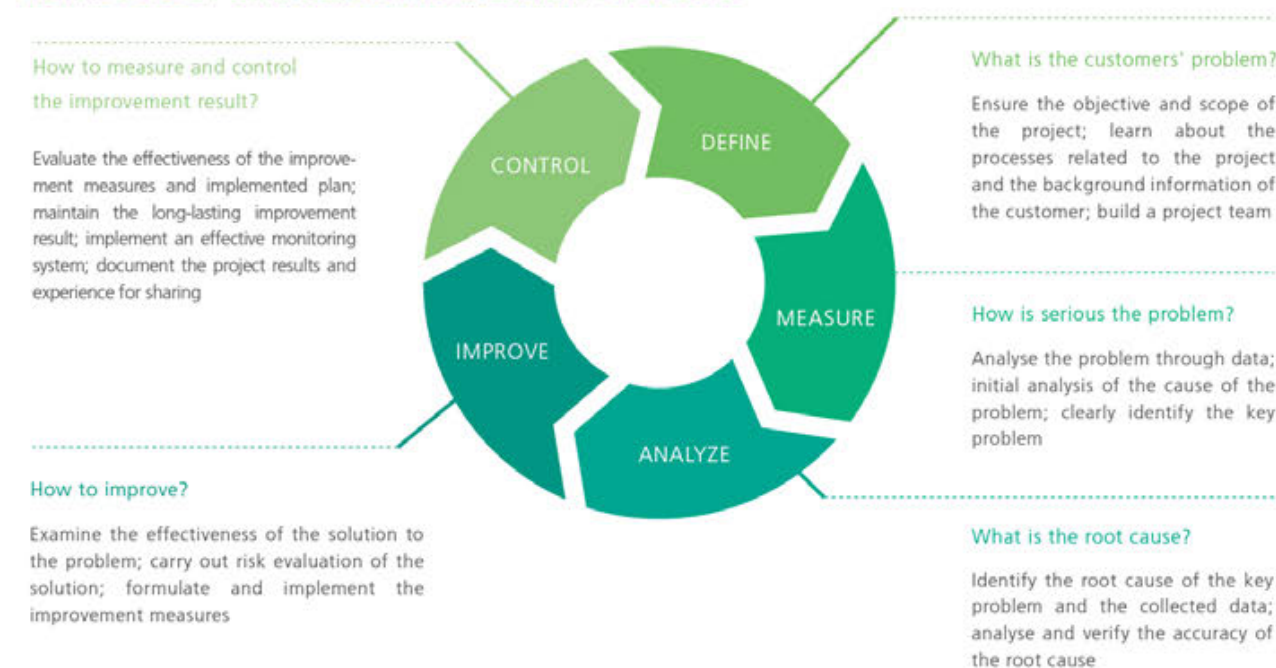 How to measure and control
the improvement result?
Evaluate the effectiveness of the improve-
ment measures and implemented plan;
maintain the long-lasting improvement
result; implement an effective monitoring
system; document the project results and
experience for sharing
CONTROL
DEFINE
MEASURE
ANALYZE
IMPROVE
What is the customers' problem?
Ensure the objective and scope of
the project; learn about the
processes related to the project
and the background information of
the customer; build a project team
How is serious the problem?
Analyse the problem through data;
initial analysis of the cause of the
problem; clearly identify the key
problem
What is the root cause?
Identify the root cause of the key
problem and the collected data;
analyse and verify the accuracy of
the root cause
How to improve?
Examine the effectiveness of the solution to
the problem; carry out risk evaluation of the
solution; formulate and implement the
improvement measures